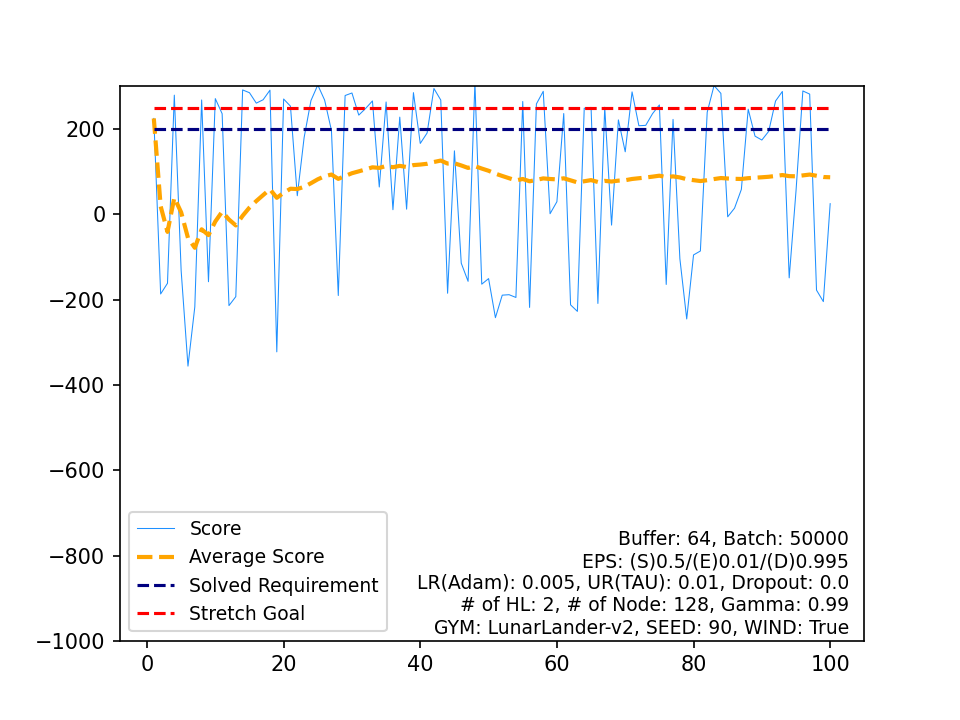 200
0
−200
−400
−600
−800
−1000
0
20
40
60
80
100
Score
Average Score
Solved Requirement
Stretch Goal
Buffer: 64, Batch: 50000
EPS: (S)0.5/(E)0.01/(D)0.995
LR(Adam): 0.005, UR(TAU): 0.01, Dropout: 0.0
# of HL: 2, # of Node: 128, Gamma: 0.99
GYM: LunarLander-v2, SEED: 90, WIND: True